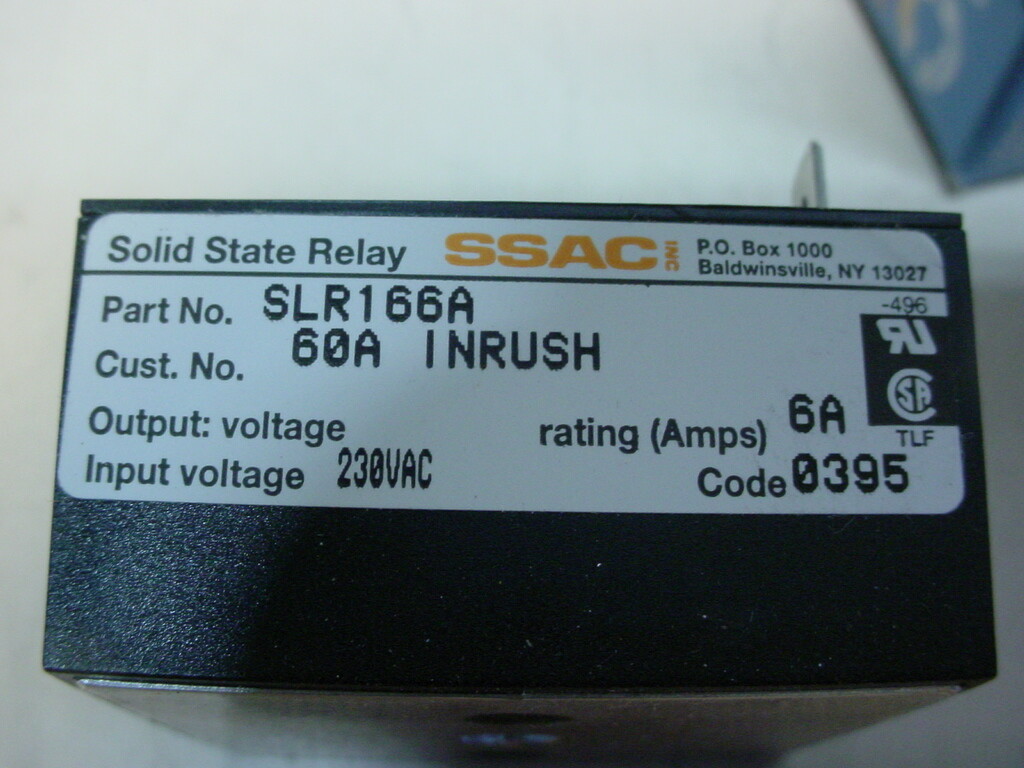 Solid State Relay SSAC INC P.O. Box 1000
Baldwinsville, NY 13027
Part No. SLR166A -496
Cust. No. 60A INRUSH
Output: voltage rating (Amps) 6A
TLF
Input voltage 230VAC Code 0395